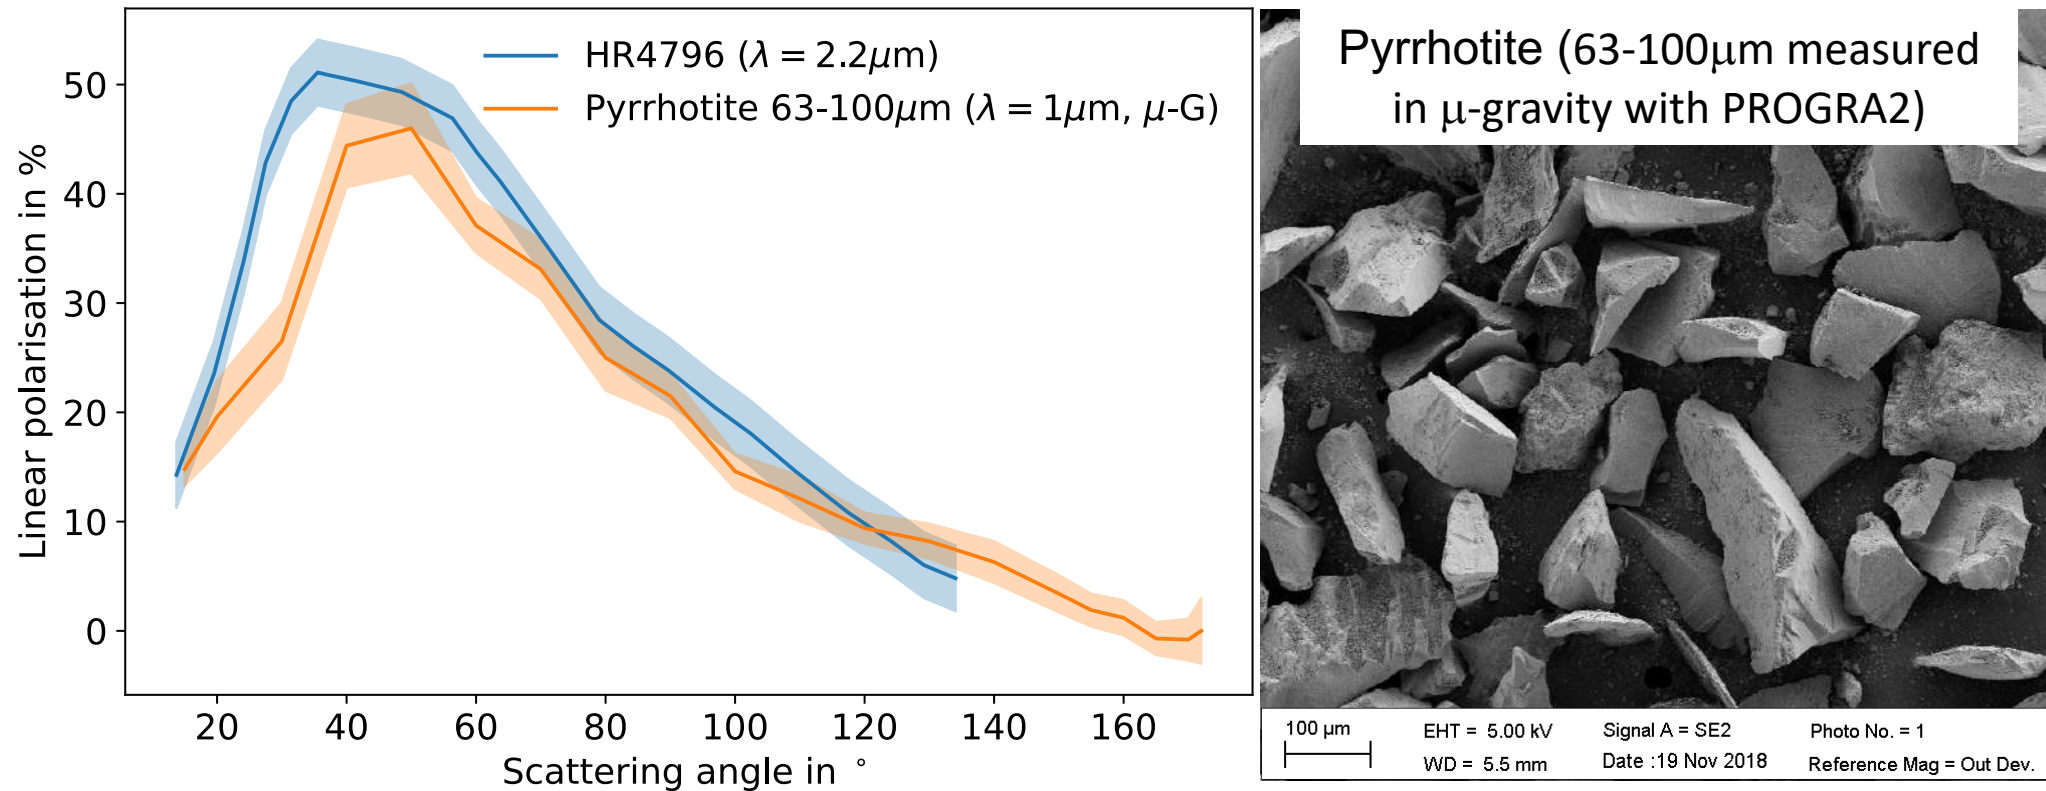 HR4796 (λ = 2.2μm)
Pyrrhotite 63-100μm (λ = 1μm, μ-G)
Linear polarisation in %
50
40
30
20
10
0
20 40 60 80 100 120 140 160
Scattering angle in °
Pyrrhotite (63-100μm measured
in μ-gravity with PROGRA2)
100 µm
EHT = 5.00 kV Signal A = SE2 Photo No. = 1
WD = 5.5 mm Date :19 Nov 2018 Reference Mag = Out Dev.